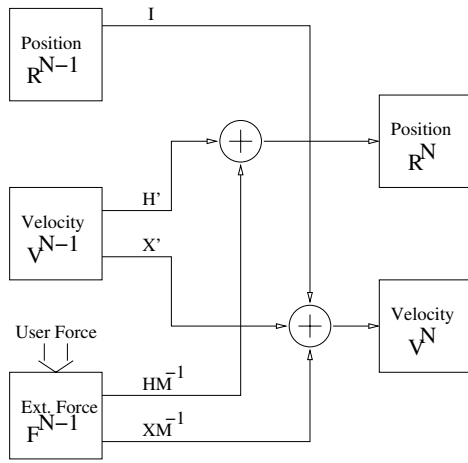 I
Position
R^N-1
Position
R^N
H'
Velocity
V^N-1
X'
Velocity
V^N
User Force
HM^-1
Ext. Force
F^N-1
XM^-1